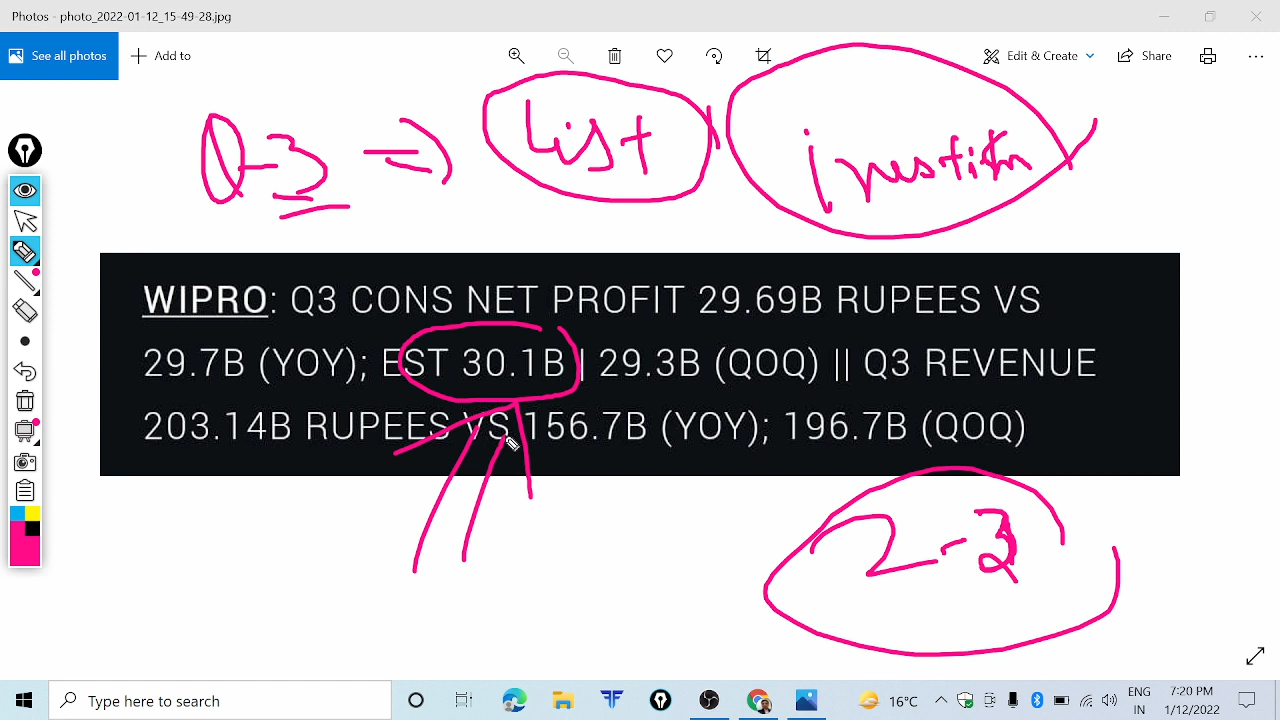 Photos - photo_2022-01-12_15-49-28.jpg
See all photos
Add to
Edit & Create
Share
Q-3 => List
WIPRO: Q3 CONS NET PROFIT 29.69B RUPEES VS
29.7B (YOY); EST 30.1B | 29.3B (QOQ) || Q3 REVENUE
203.14B RUPEES VS 156.7B (YOY); 196.7B (QOQ)
2-3
Type here to search
16°C
ENG
IN
7:20 PM
1/12/2022